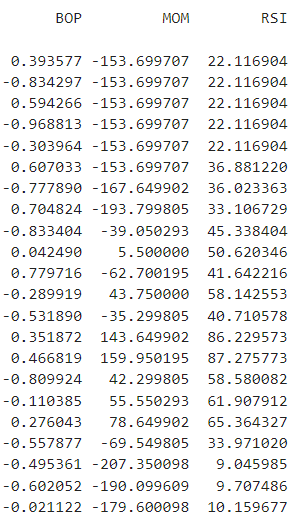 BOP MOM RSI
0.393577 -153.699707 22.116904
-0.834297 -153.699707 22.116904
0.594266 -153.699707 22.116904
-0.968813 -153.699707 22.116904
-0.303964 -153.699707 22.116904
0.607033 -153.699707 36.881220
-0.777890 -167.649902 36.023363
0.704824 -193.799805 33.106729
-0.833404 -39.050293 45.338404
0.042490 5.500000 50.620346
0.779716 -62.700195 41.642216
-0.289919 43.750000 58.142553
-0.531890 -35.299805 40.710578
0.351872 143.649902 86.229573
0.466819 159.950195 87.275773
-0.809924 42.299805 58.580082
-0.110385 55.550293 61.907912
0.276043 78.649902 65.364327
-0.557877 -69.549805 33.971020
-0.495361 -207.350098 9.045985
-0.602052 -190.099609 9.707486
-0.021122 -179.600098 10.159677